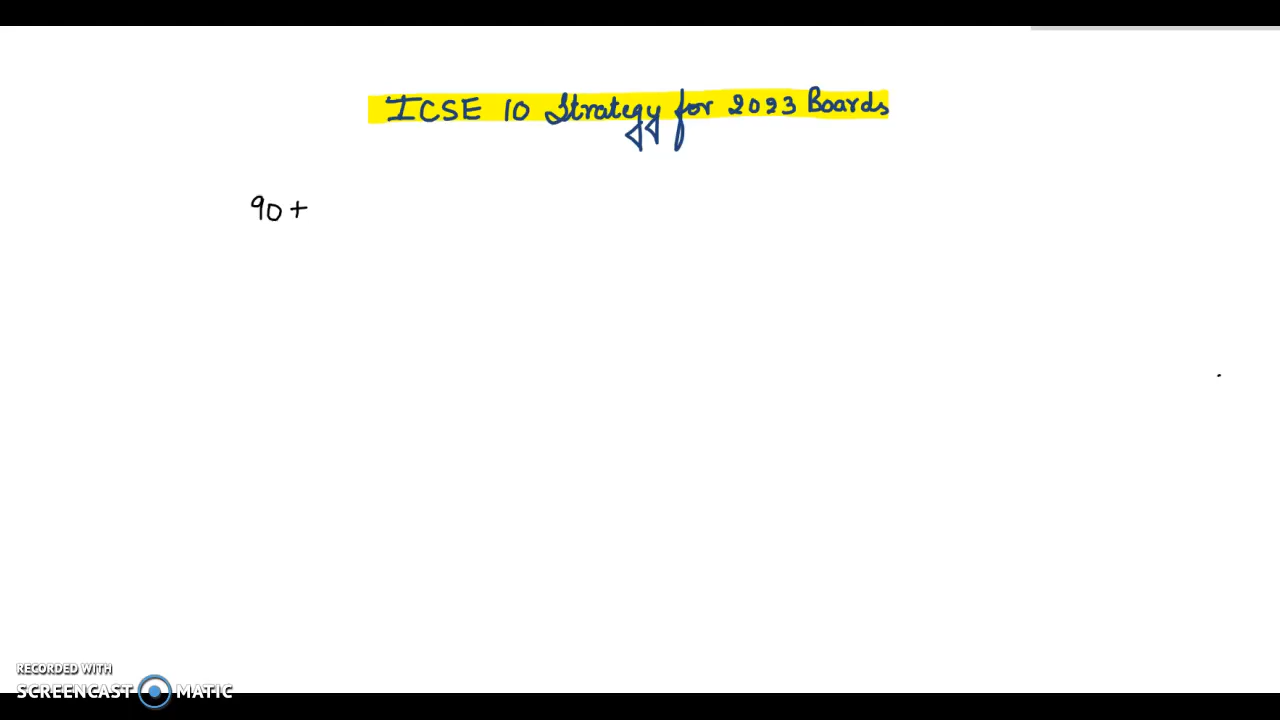 ICSE 10 Strategy for 2023 Boards
90+
RECORDED WITH
SCREENCAST MATIC